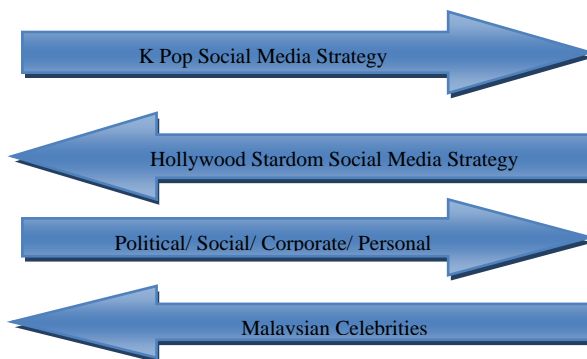 K Pop Social Media Strategy
Hollywood Stardom Social Media Strategy
Political/ Social/ Corporate/ Personal
Malaysian Celebrities